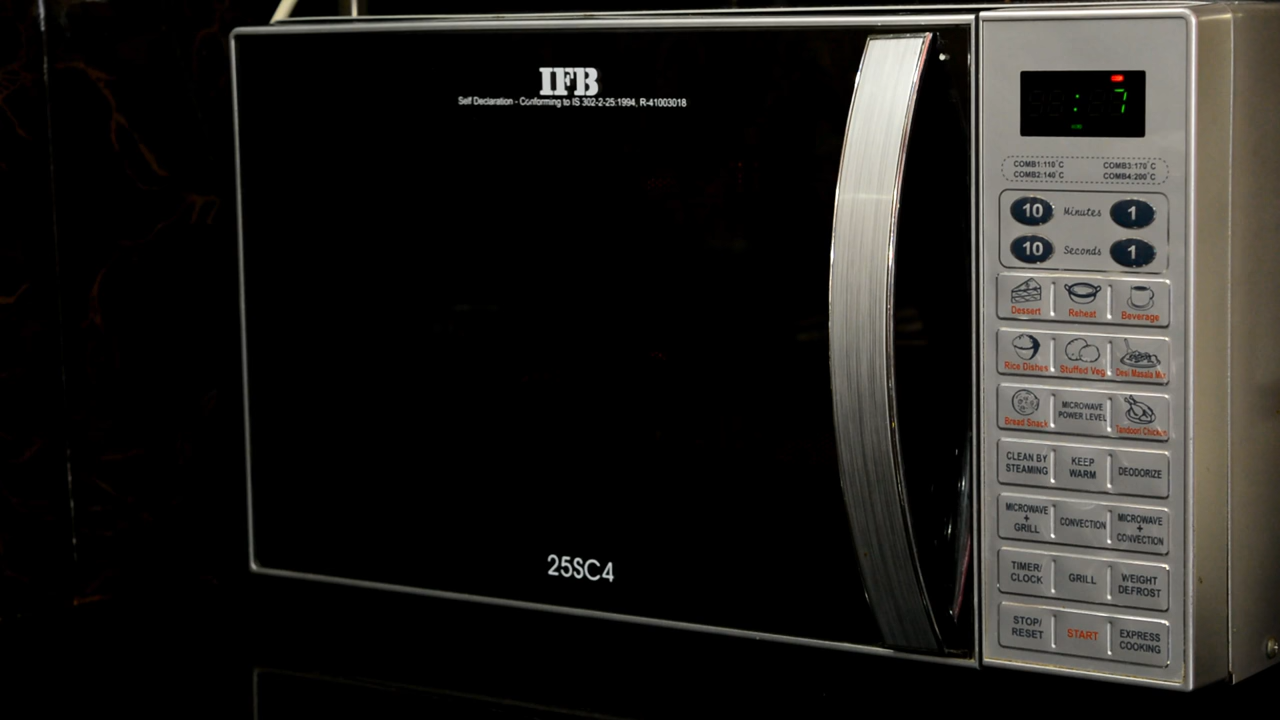 IFB
Self Declaration - Conforming to IS 302-2-25:1994, R-41003018
25SC4
: 7
COMB1:110°C COMB3:170°C
COMB2:140°C COMB4:200°C
10 Minutes 1
10 Seconds 1
Dessert Reheat Beverage
Rice Dishes Stuffed Veg Desi Masala
Bread Snack MICROWAVE POWER LEVEL Tandoori Chicken
CLEAN BY STEAMING KEEP WARM DEODORIZE
MICROWAVE + GRILL CONVECTION MICROWAVE + CONVECTION
TIMER/ CLOCK GRILL WEIGHT DEFROST
STOP/ RESET START EXPRESS COOKING